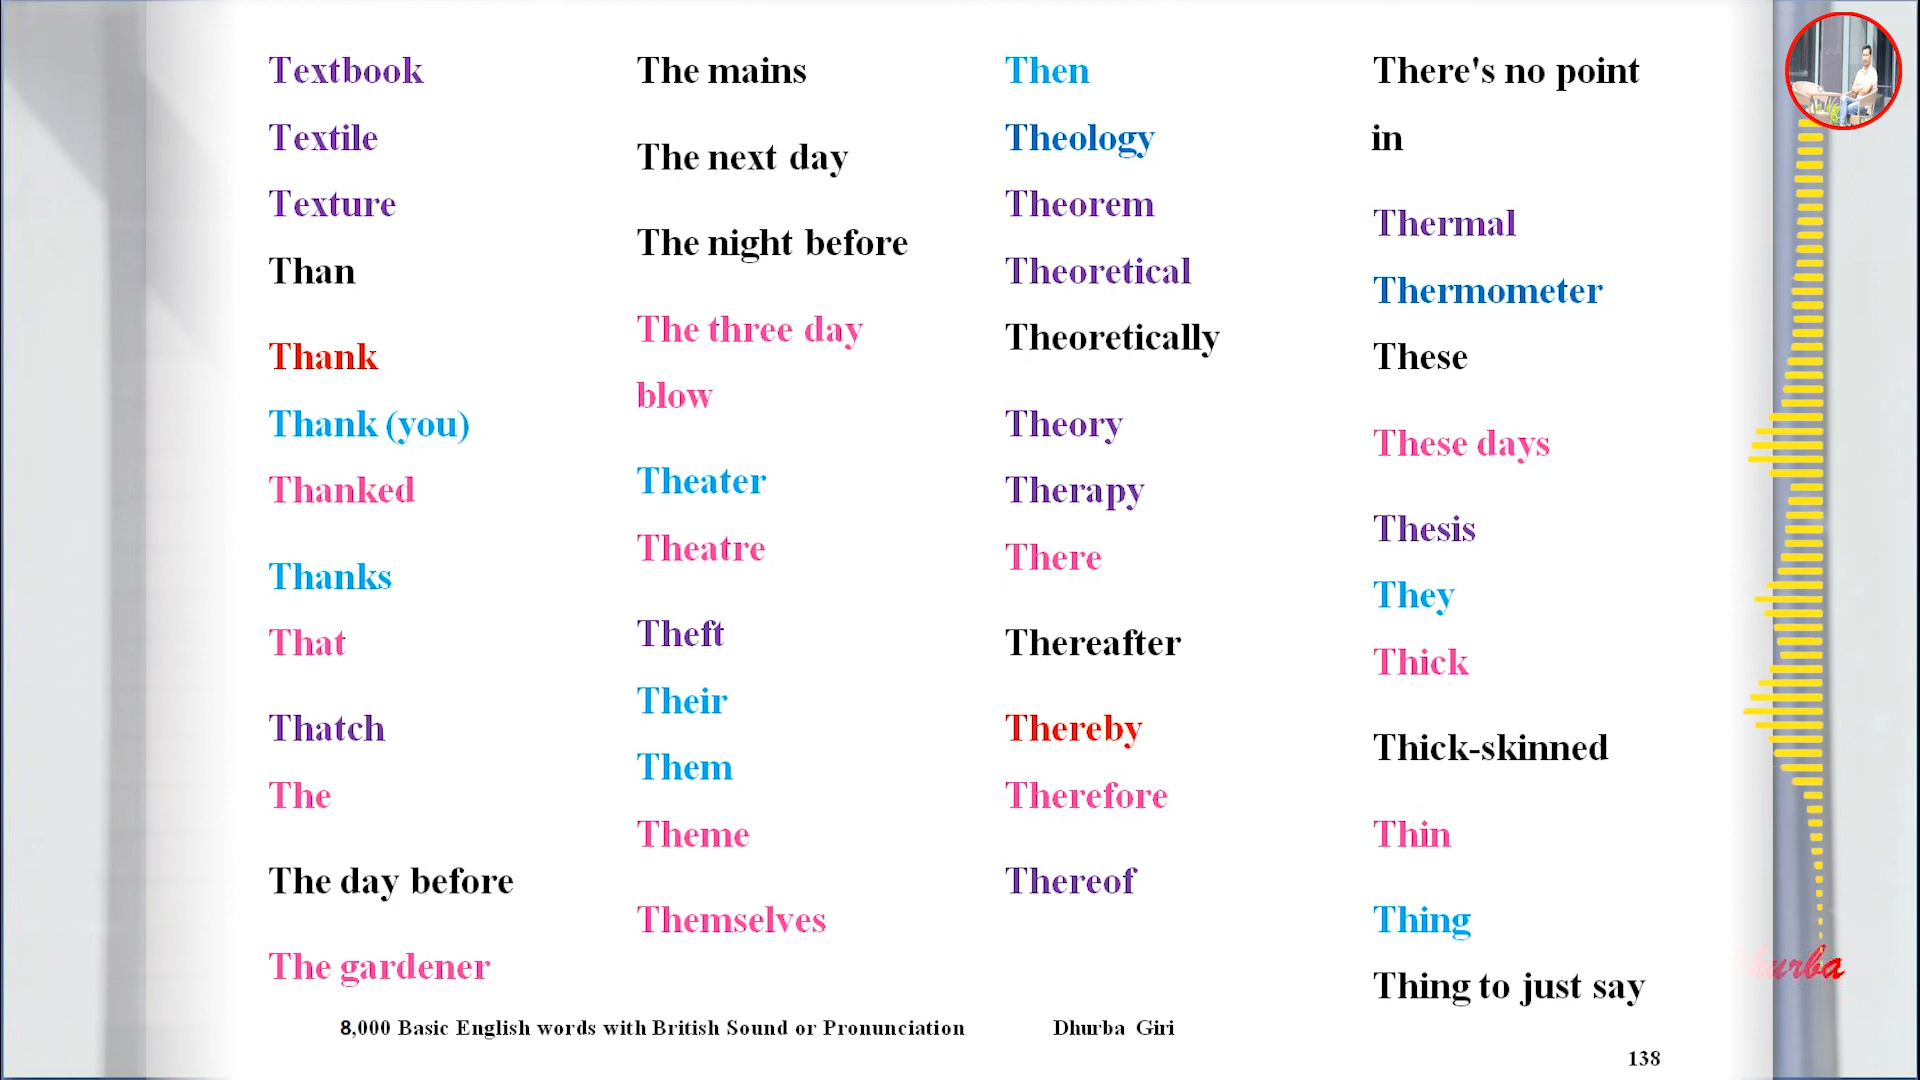 Textbook
Textile
Texture
Than
Thank
Thank (you)
Thanked
Thanks
That
Thatch
The
The day before
The gardener
The mains
The next day
The night before
The three day
blow
Theater
Theatre
Theft
Their
Them
Theme
Themselves
Then
Theology
Theorem
Theoretical
Theoretically
Theory
Therapy
There
Thereafter
Thereby
Therefore
Thereof
There's no point
in
Thermal
Thermometer
These
These days
Thesis
They
Thick
Thick-skinned
Thin
Thing
Thing to just say
8,000 Basic English words with British Sound or Pronunciation Dhurba Giri
138